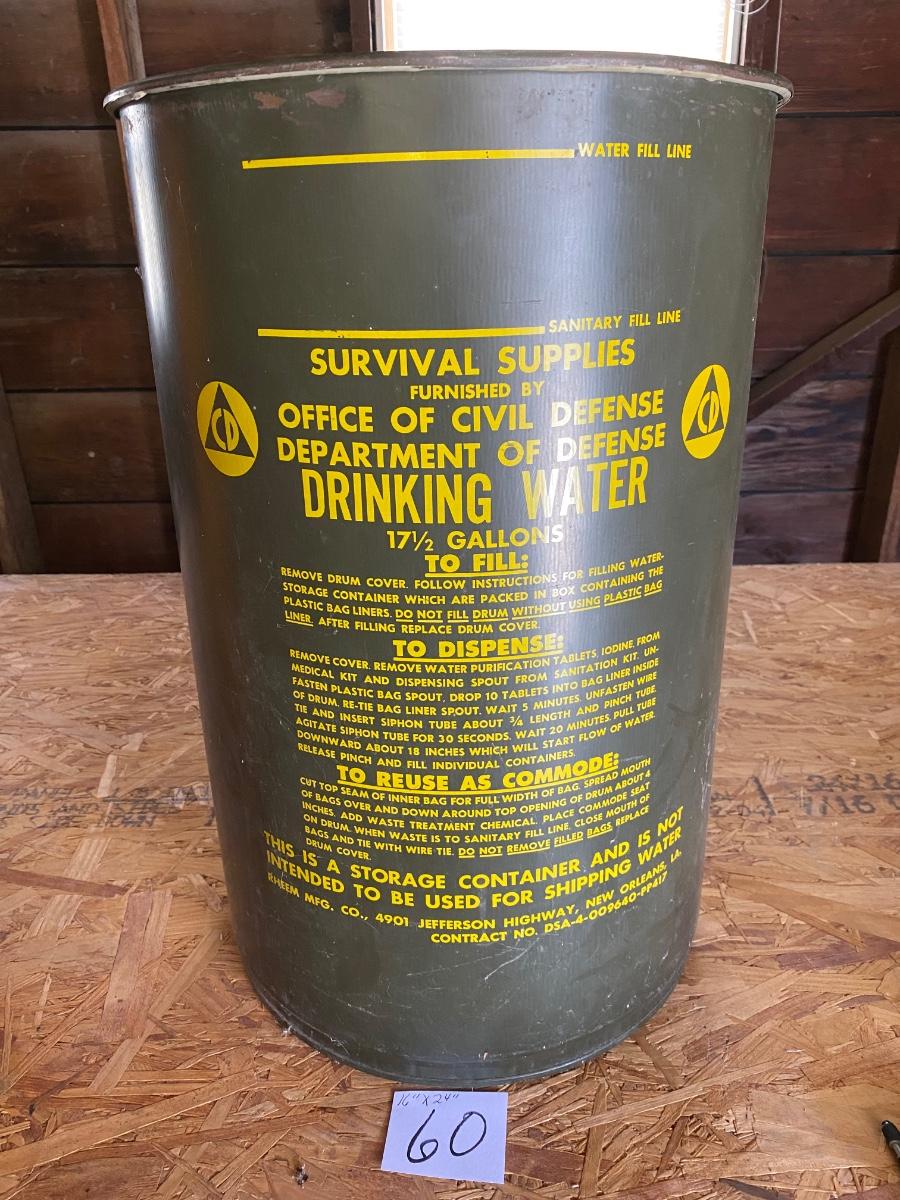 WATER FILL LINE
SANITARY FILL LINE
SURVIVAL SUPPLIES
FURNISHED BY
OFFICE OF CIVIL DEFENSE
DEPARTMENT OF DEFENSE
CD
CD
DRINKING WATER
17½ GALLONS
TO FILL:
REMOVE DRUM COVER. FOLLOW INSTRUCTIONS FOR FILLING WATER-
STORAGE CONTAINER WHICH ARE PACKED IN BOX CONTAINING THE
PLASTIC BAG LINERS. DO NOT FILL DRUM WITHOUT USING PLASTIC BAG
LINER. AFTER FILLING REPLACE DRUM COVER.
TO DISPENSE:
REMOVE COVER. REMOVE WATER PURIFICATION TABLETS, IODINE, FROM
MEDICAL KIT AND DISPENSING SPOUT FROM SANITATION KIT. UN-
FASTEN PLASTIC BAG SPOUT. DROP 10 TABLETS INTO BAG LINER INSIDE
OF DRUM. RE-TIE BAG LINER SPOUT. WAIT 5 MINUTES. UNFASTEN WIRE
TIE AND INSERT SIPHON TUBE ABOUT ¾ LENGTH AND PINCH TUBE.
AGITATE SIPHON TUBE FOR 30 SECONDS. WAIT 20 MINUTES. PULL TUBE
DOWNWARD ABOUT 18 INCHES WHICH WILL START FLOW OF WATER.
RELEASE PINCH AND FILL INDIVIDUAL CONTAINERS.
TO REUSE AS COMMODE:
CUT TOP SEAM OF INNER BAG FOR FULL WIDTH OF BAG. SPREAD MOUTH
OF BAGS OVER AND DOWN AROUND TOP OPENING OF DRUM ABOUT 4
INCHES. ADD WASTE TREATMENT CHEMICAL. PLACE COMMODE SEAT
ON DRUM. WHEN WASTE IS TO SANITARY FILL LINE, CLOSE MOUTH OF
BAGS AND TIE WITH WIRE TIE. DO NOT REMOVE FILLED BAGS. REPLACE
DRUM COVER.
THIS IS A STORAGE CONTAINER AND IS NOT
INTENDED TO BE USED FOR SHIPPING WATER
RHEEM MFG. CO., 4901 JEFFERSON HIGHWAY, NEW ORLEANS, LA.
CONTRACT NO. DSA-4-009640-PP417
16" X 24"
60